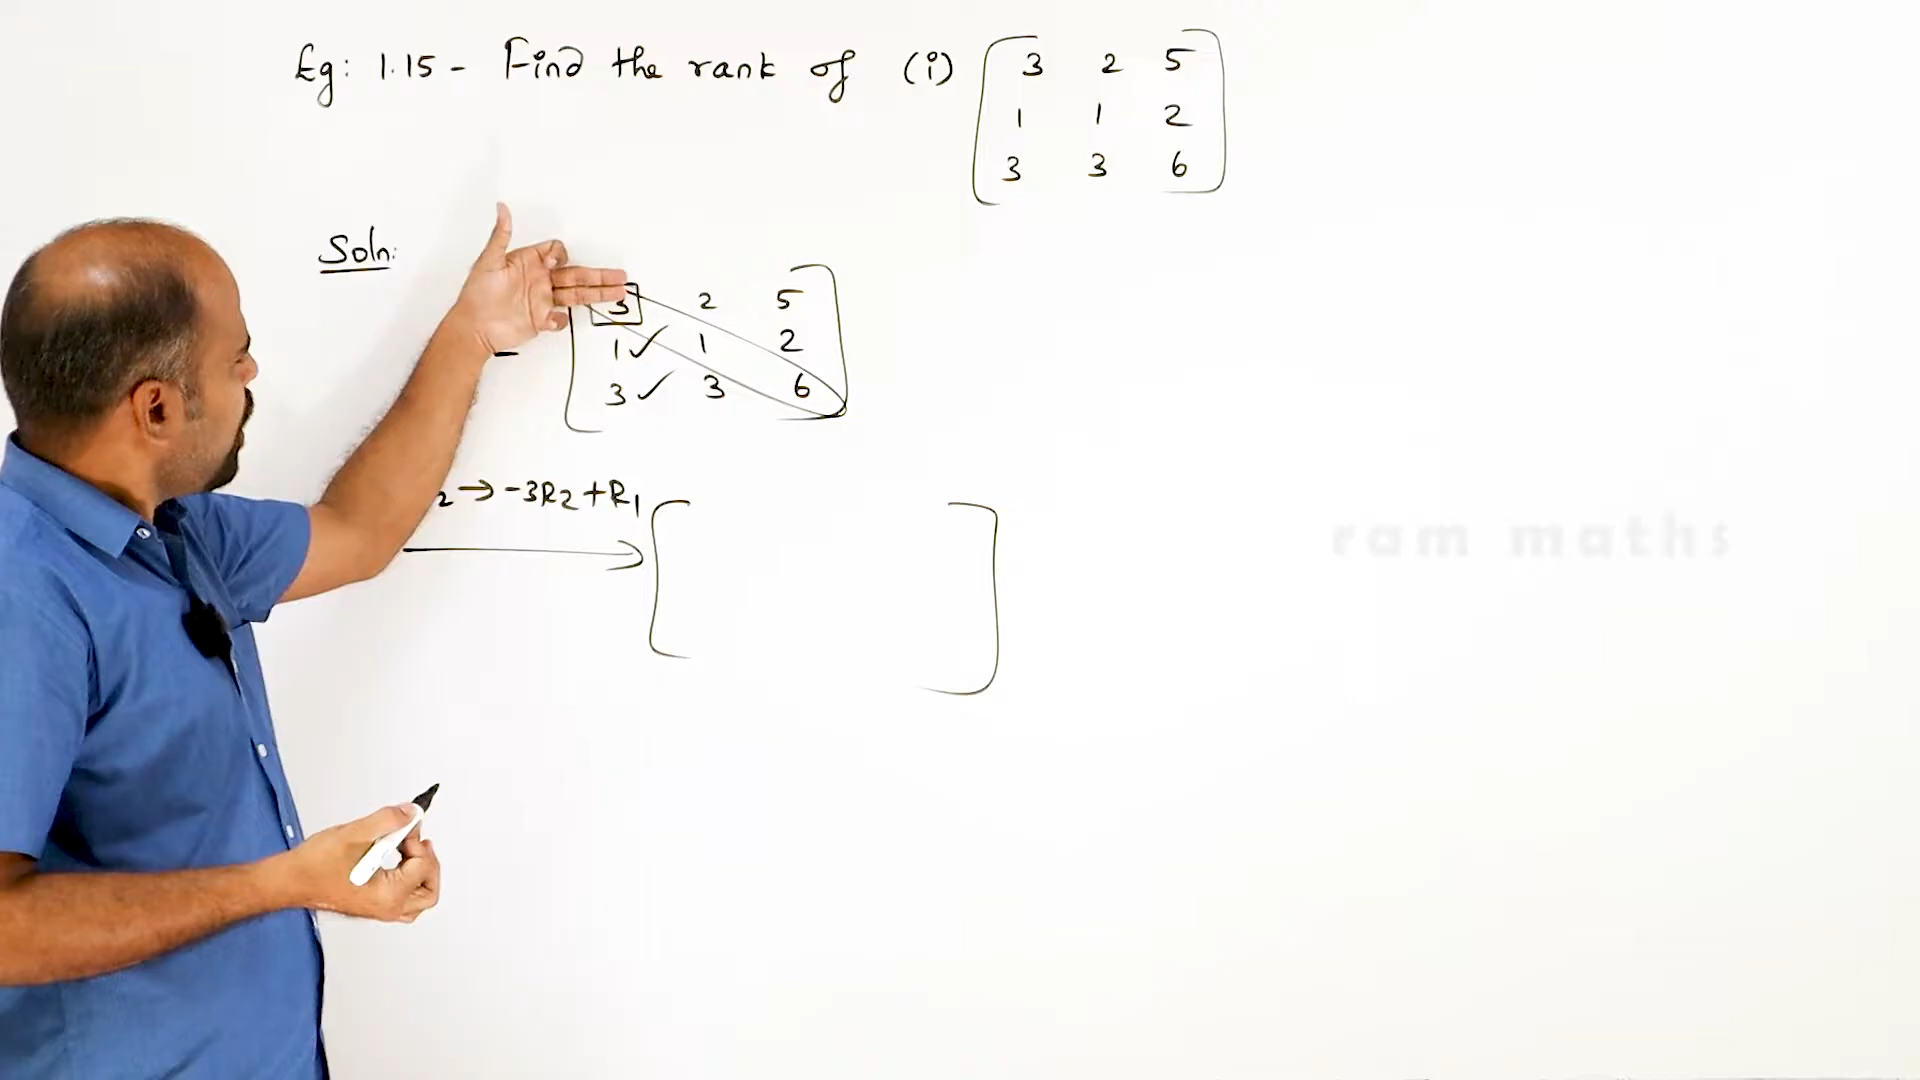 Eg: 1.15 - Find the rank of (i) [3 2 5
1 1 2
3 3 6]
Soln:
3 2 5
1 ✓ 1 2
3 ✓ 3 6
2 → -3R2 + R1
ram maths